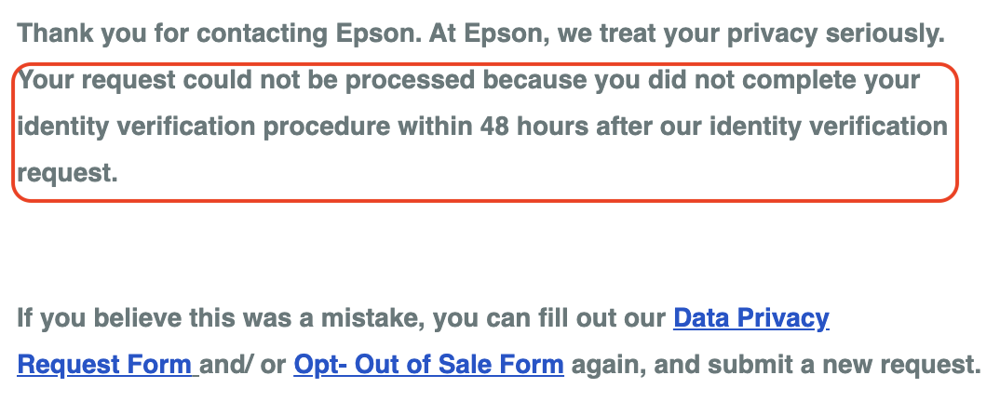 Thank you for contacting Epson. At Epson, we treat your privacy seriously.
Your request could not be processed because you did not complete your
identity verification procedure within 48 hours after our identity verification
request.
If you believe this was a mistake, you can fill out our Data Privacy
Request Form and/ or Opt- Out of Sale Form again, and submit a new request.